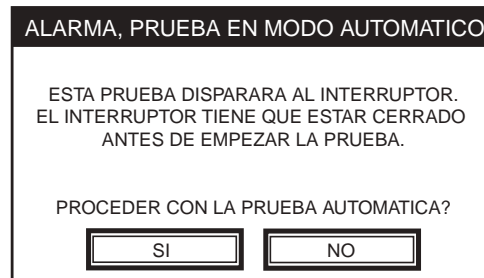 ALARMA, PRUEBA EN MODO AUTOMATICO
ESTA PRUEBA DISPARARA AL INTERRUPTOR.
EL INTERRUPTOR TIENE QUE ESTAR CERRADO
ANTES DE EMPEZAR LA PRUEBA.
PROCEDER CON LA PRUEBA AUTOMATICA?
SI NO